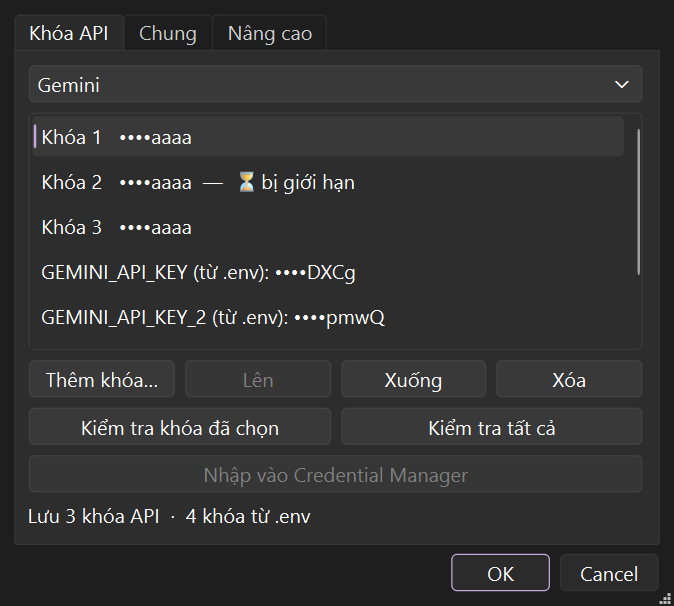 Khóa API Chung Nâng cao
Gemini
Khóa 1 ••••aaaa
Khóa 2 ••••aaaa — ⏳ bị giới hạn
Khóa 3 ••••aaaa
GEMINI_API_KEY (từ .env): ••••DXCg
GEMINI_API_KEY_2 (từ .env): ••••pmwQ
Thêm khóa... Lên Xuống Xóa
Kiểm tra khóa đã chọn Kiểm tra tất cả
Nhập vào Credential Manager
Lưu 3 khóa API · 4 khóa từ .env
OK Cancel